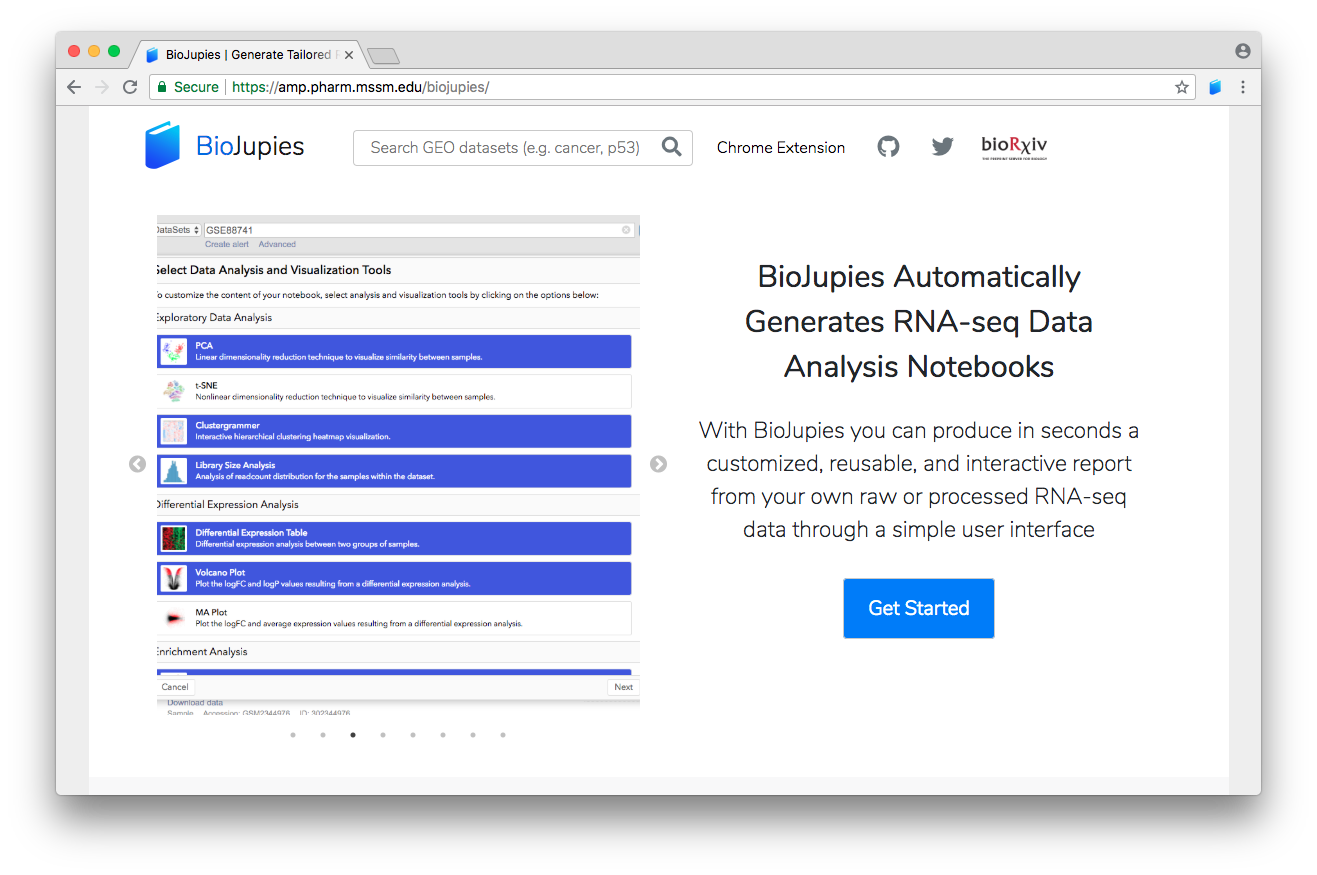 BioJupies | Generate Tailored R
Secure https://amp.pharm.mssm.edu/biojupies/
BioJupies
Search GEO datasets (e.g. cancer, p53)
Chrome Extension
bioRχiv
THE PREPRINT SERVER FOR BIOLOGY
DataSets GSE88741
Create alert Advanced
Select Data Analysis and Visualization Tools
To customize the content of your notebook, select analysis and visualization tools by clicking on the options below:
Exploratory Data Analysis
PCA
Linear dimensionality reduction technique to visualize similarity between samples.
t-SNE
Nonlinear dimensionality reduction technique to visualize similarity between samples.
Clustergrammer
Interactive hierarchical clustering heatmap visualization.
Library Size Analysis
Analysis of readcount distribution for the samples within the dataset.
Differential Expression Analysis
Differential Expression Table
Differential expression analysis between two groups of samples.
Volcano Plot
Plot the logFC and logP values resulting from a differential expression analysis.
MA Plot
Plot the logFC and average expression values resulting from a differential expression analysis.
Enrichment Analysis
Cancel Next
Download data
Sample Accession: GSM2344976 ID: 302344976
BioJupies Automatically
Generates RNA-seq Data
Analysis Notebooks
With BioJupies you can produce in seconds a
customized, reusable, and interactive report
from your own raw or processed RNA-seq
data through a simple user interface
Get Started